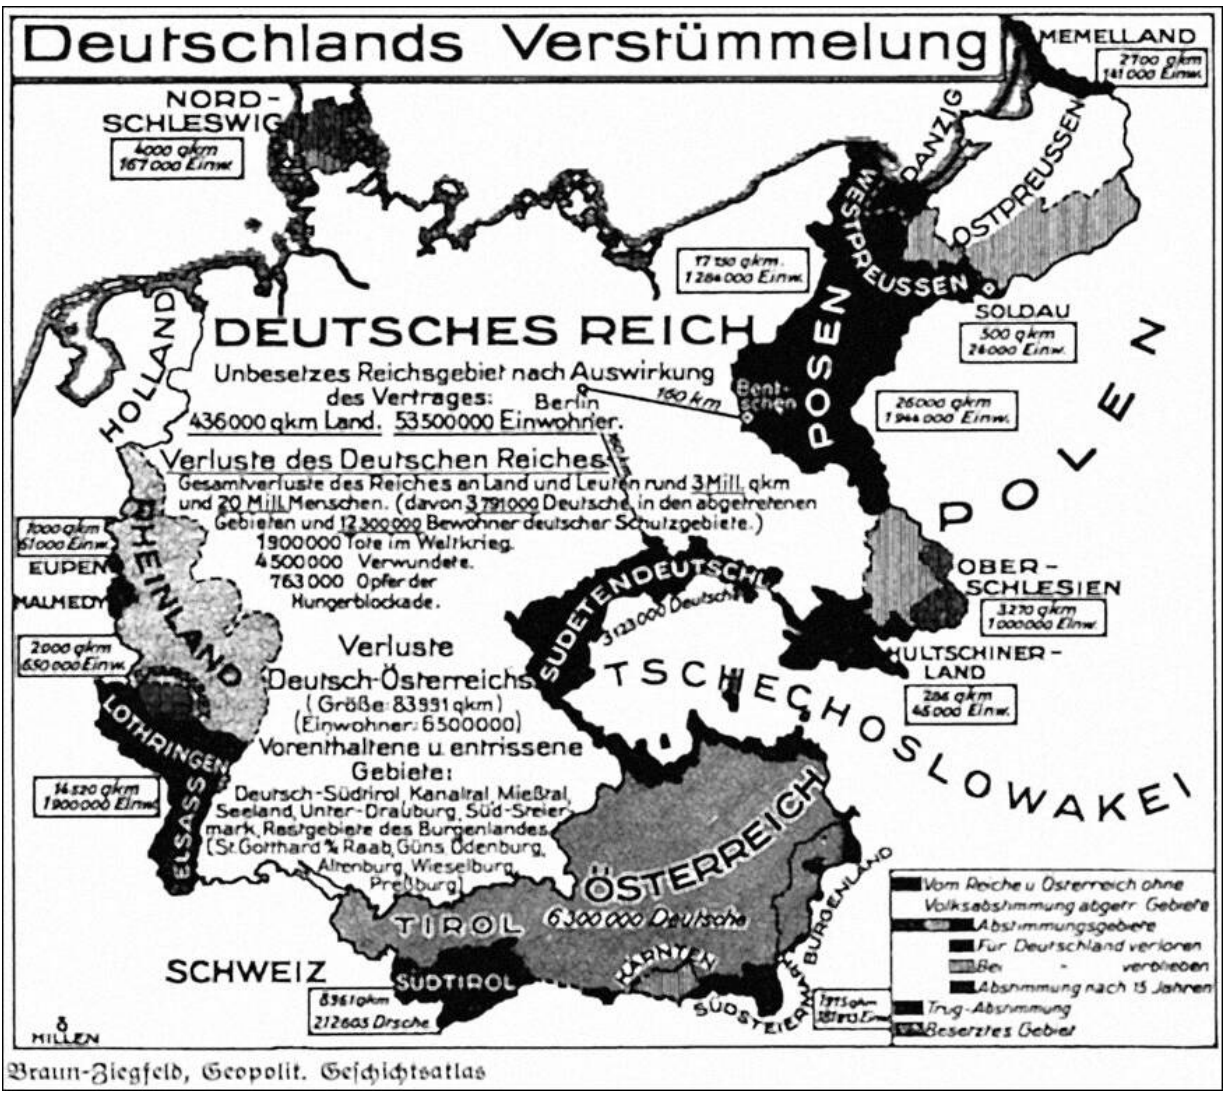 Deutschlands Verstümmelung
MEMELLAND
2700 qkm
141000 Einw.
NORD-
SCHLESWIG
4000 qkm
167000 Einw.
DANZIG
OSTPREUSSEN
WESTPREUSSEN
17150 qkm.
1284000 Einw.
SOLDAU
500 qkm
24000 Einw.
HOLLAND
DEUTSCHES REICH
Unbesetzes Reichsgebiet nach Auswirkung
des Vertrages:
436000 qkm Land. 53500000 Einwohner.
Berlin
160 km
Bent-
schen
POSEN
26000 qkm
1944000 Einw.
POLEN
Verluste des Deutschen Reiches
Gesamtverluste des Reiches an Land und Leuten rund 3 Mill. qkm
und 20 Mill. Menschen. (davon 3791000 Deutsche in den abgetretenen
Gebieten und 12300000 Bewohner deutscher Schutzgebiete.)
1900000 Tote im Weltkrieg.
4500000 Verwundete.
763000 Opfer der
Hungerblockade.
1000 qkm
61000 Einw.
EUPEN
MALMEDY
RHEINLAND
2000 qkm
650000 Einw.
LOTHRINGEN
ELSASS
14520 qkm
1900000 Einw.
OBER-
SCHLESIEN
3270 qkm
1000000 Einw.
HULTSCHINER-
LAND
286 qkm
45000 Einw.
SUDETENDEUTSCHL.
3123000 Deutsche
TSCHECHOSLOWAKEI
Verluste
Deutsch-Österreichs
(Größe: 83991 qkm)
(Einwohner: 6500000)
Vorenthaltene u. entrissene
Gebiete:
Deutsch-Südtirol, Kanaltal, Mießtal,
Seeland, Unter-Drauburg, Süd-Steier-
mark, Restgebiete des Burgenlandes
(St. Gotthard a/Raab, Güns, Ödenburg,
Altenburg, Wieselburg,
Preßburg)
ÖSTERREICH
6300000 Deutsche
TIROL
SÜDTIROL
8961 qkm
212603 Dtsche.
KÄRNTEN
SÜDSTEIERMARK
BURGENLAND
SCHWEIZ
Vom Reiche u. Österreich ohne
Volksabstimmung abgetr. Gebiete
Abstimmungsgebiete
Für Deutschland verloren
Bei " verblieben
Abstimmung nach 15 Jahren
Trug-Abstimmung
Besetztes Gebiet
MILLEN
Braun-Ziegfeld, Geopolit. Geschichtsatlas